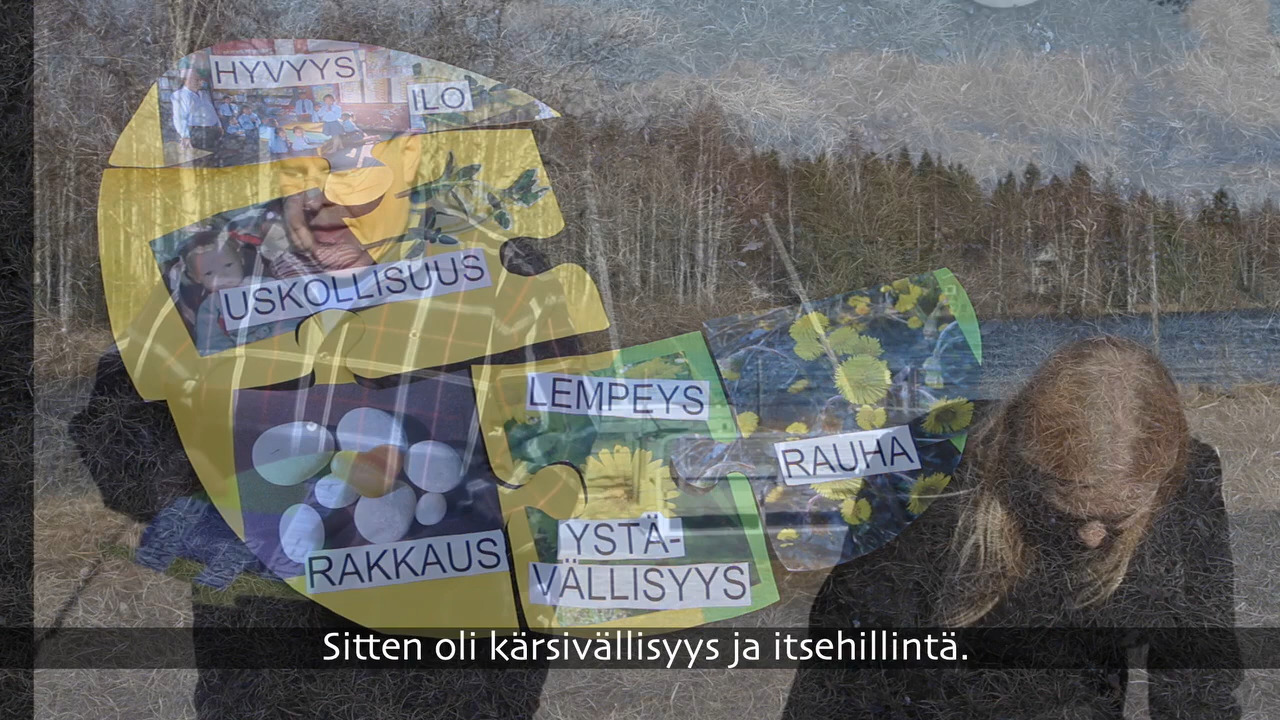 HYVYYS
ILO
USKOLLISUUS
LEMPEYS
RAUHA
RAKKAUS
YSTÄ-
VÄLLISYYS
Sitten oli kärsivällisyys ja itsehillintä.